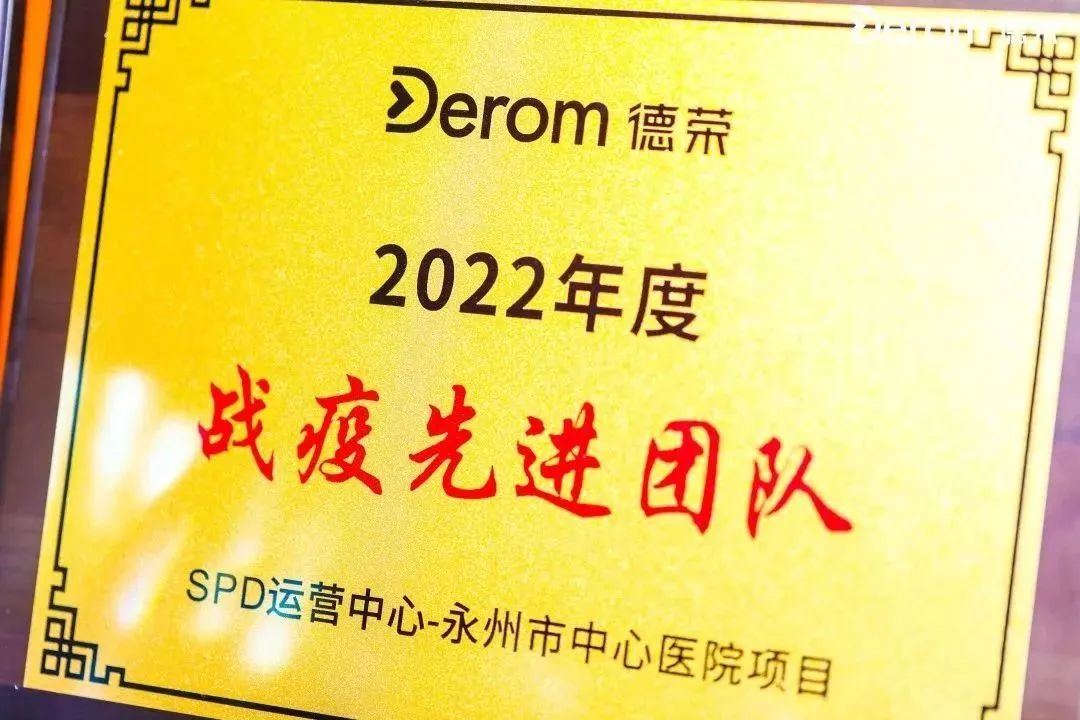 Derom 德荣
2022年度
战疫先进团队
SPD运营中心-永州市中心医院项目